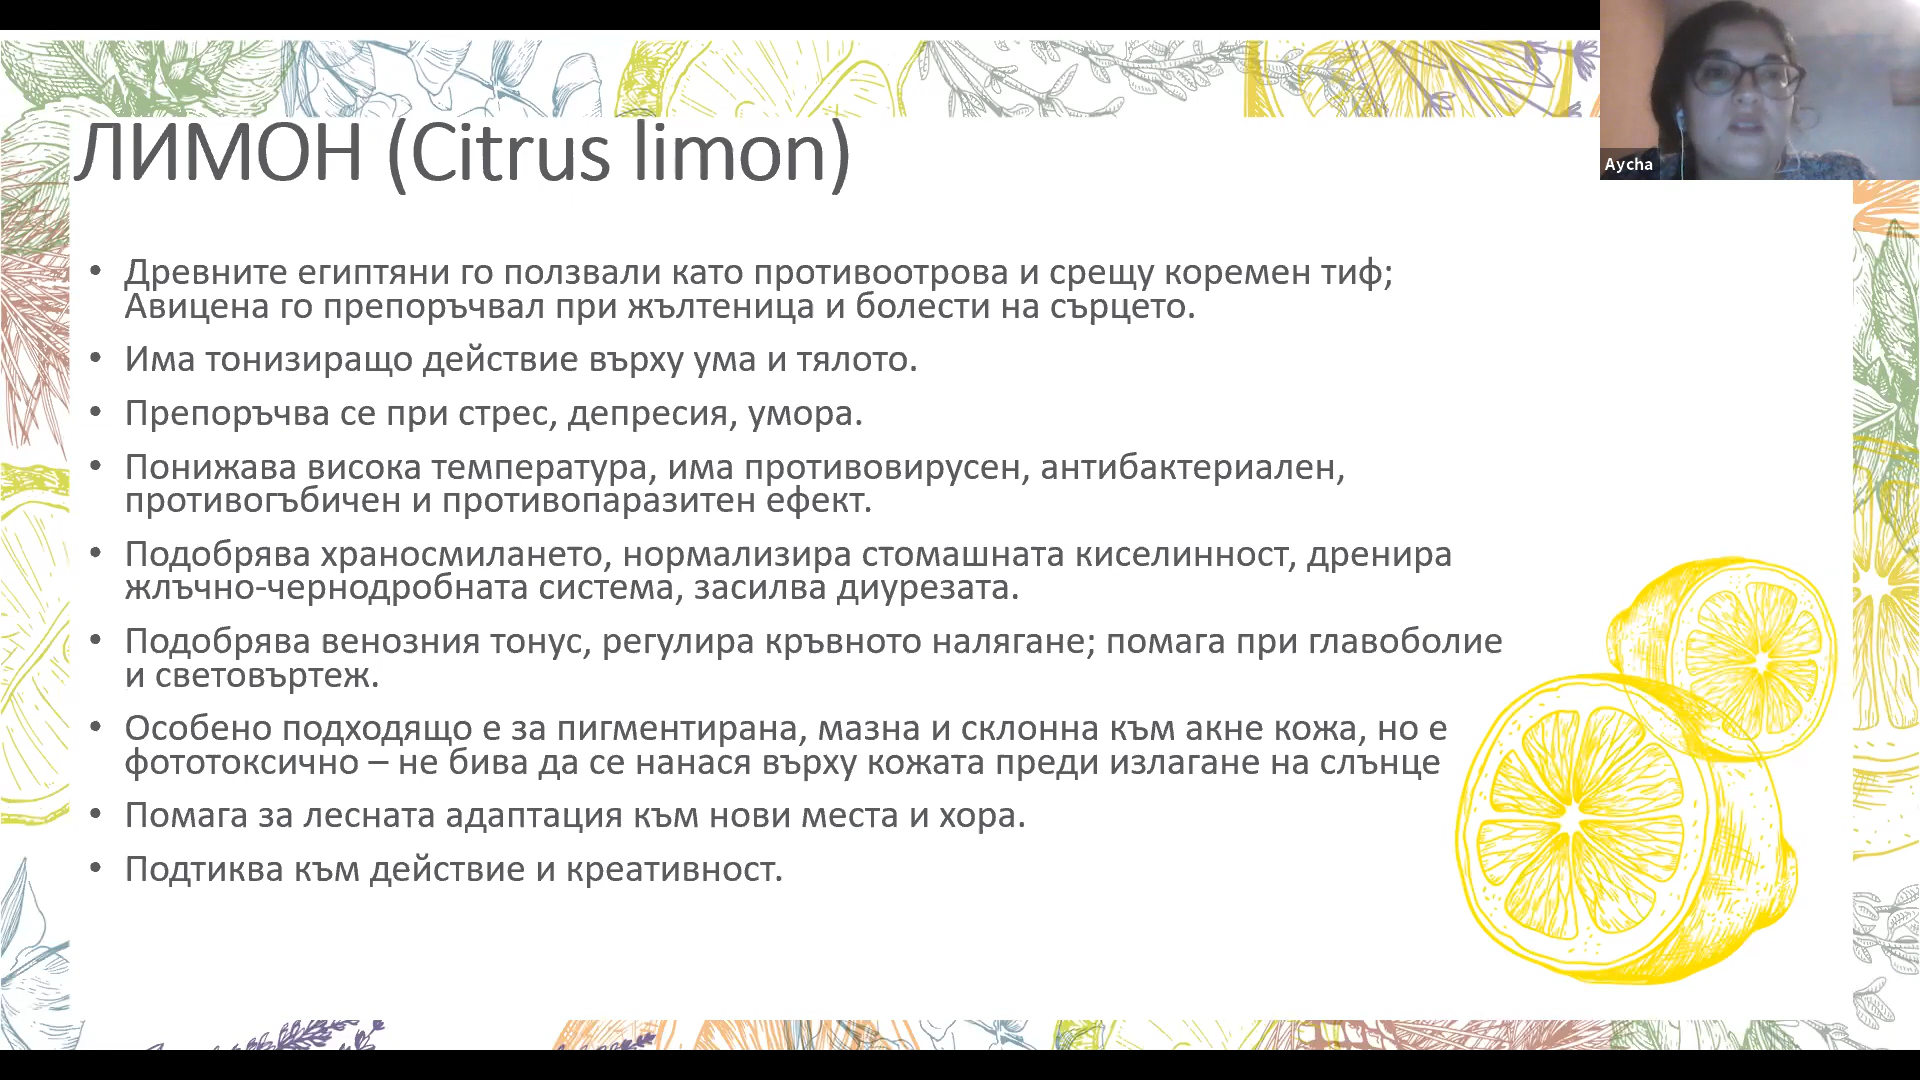 ЛИМОН (Citrus limon)
Aycha
• Древните египтяни го ползвали като противоотрова и срещу коремен тиф;
Авицена го препоръчвал при жълтеница и болести на сърцето.
• Има тонизиращо действие върху ума и тялото.
• Препоръчва се при стрес, депресия, умора.
• Понижава висока температура, има противовирусен, антибактериален,
противогъбичен и противопаразитен ефект.
• Подобрява храносмилането, нормализира стомашната киселинност, дренира
жлъчно-чернодробната система, засилва диурезата.
• Подобрява венозния тонус, регулира кръвното налягане; помага при главоболие
и световъртеж.
• Особено подходящо е за пигментирана, мазна и склонна към акне кожа, но е
фототоксично – не бива да се нанася върху кожата преди излагане на слънце
• Помага за лесната адаптация към нови места и хора.
• Подтиква към действие и креативност.